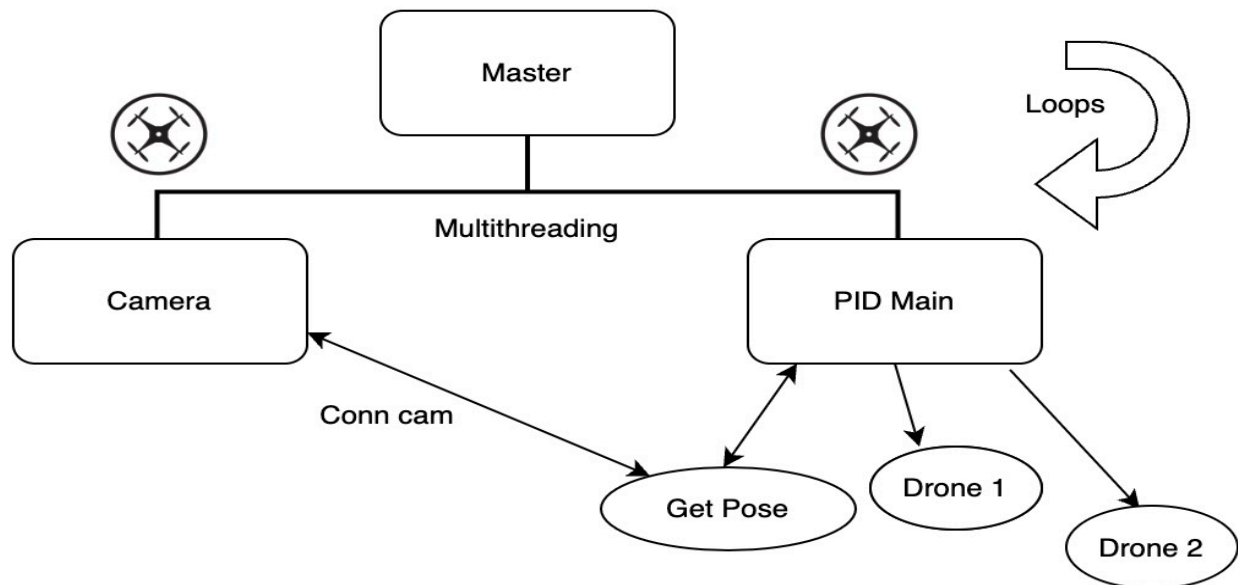 Master
Loops
Multithreading
Camera
PID Main
Conn cam
Get Pose
Drone 1
Drone 2